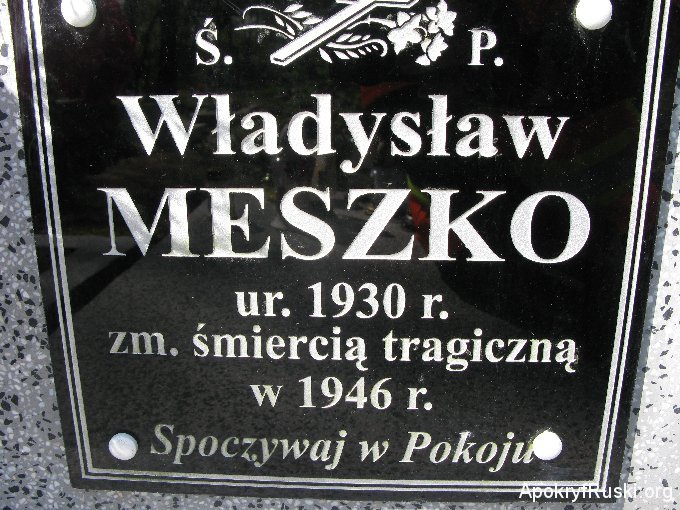 Ś. P.
Władysław
MESZKO
ur. 1930 r.
zm. śmiercią tragiczną
w 1946 r.
Spoczywaj w Pokoju
ApokryfRuski.org